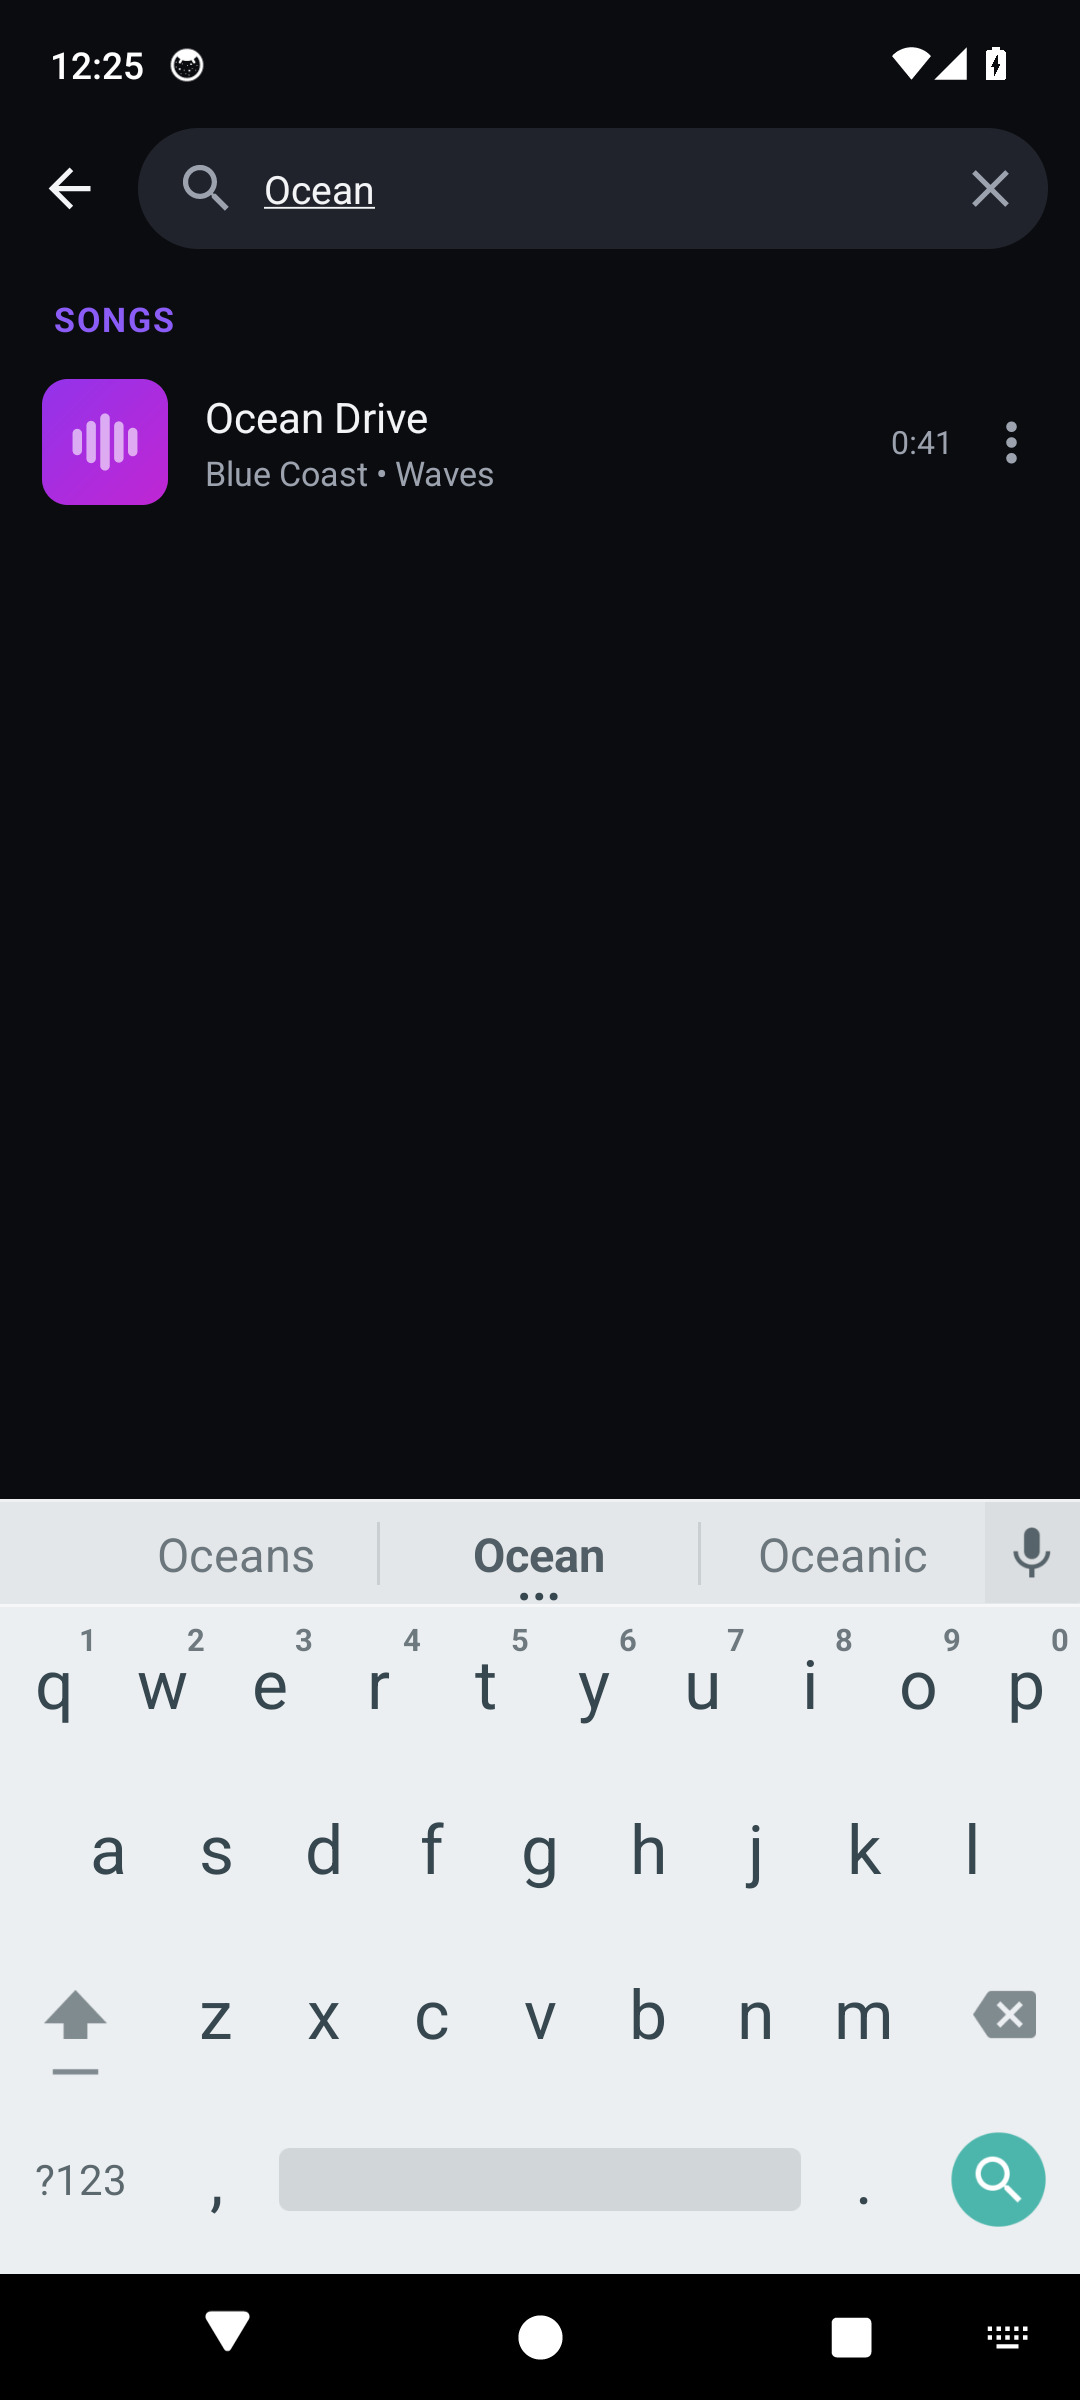 12:25
Ocean
SONGS
Ocean Drive
Blue Coast • Waves
0:41
Oceans Ocean Oceanic
1 2 3 4 5 6 7 8 9 0
q w e r t y u i o p
a s d f g h j k l
z x c v b n m
?123 , .